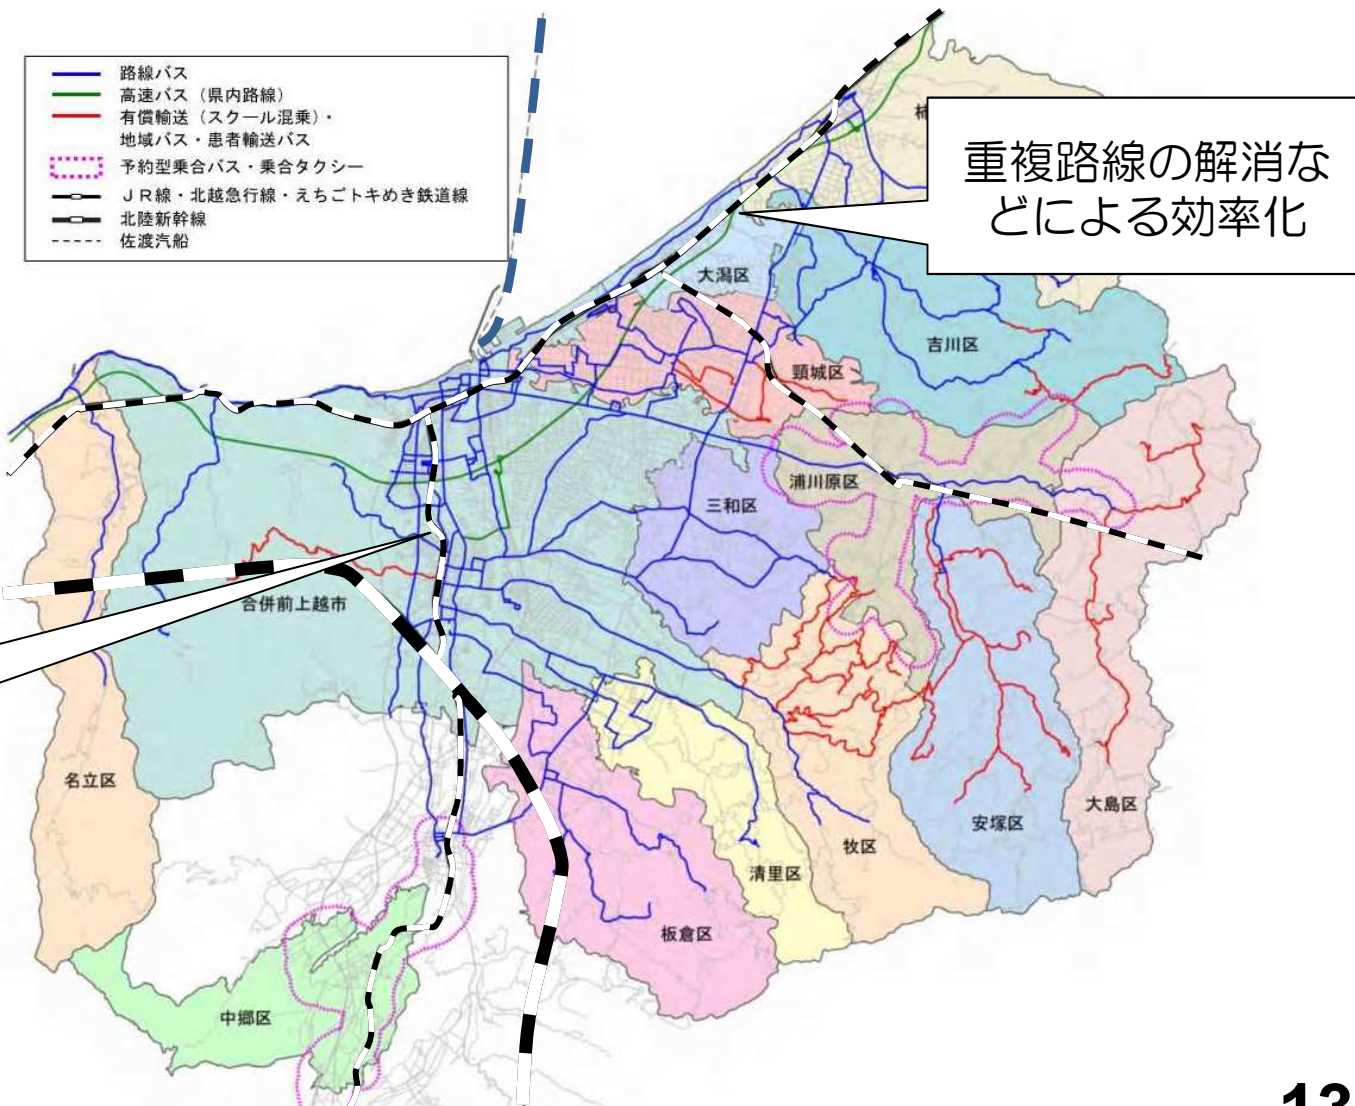 路線バス
高速バス（県内路線）
有償輸送（スクール混乗）・
地域バス・患者輸送バス
予約型乗合バス・乗合タクシー
ＪＲ線・北越急行線・えちごトキめき鉄道線
北陸新幹線
佐渡汽船
柿
重複路線の解消な
どによる効率化
大潟区
吉川区
頸城区
浦川原区
三和区
合併前上越市
名立区
大島区
安塚区
牧区
清里区
板倉区
中郷区
13